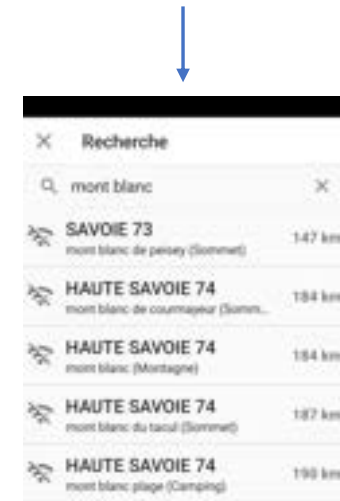 Recherche
mont blanc
SAVOIE 73
147 km
mont blanc de peisey (Sommet)
HAUTE SAVOIE 74
184 km
mont blanc de courmayeur (Somm...
HAUTE SAVOIE 74
184 km
mont blanc (Montagne)
HAUTE SAVOIE 74
187 km
mont blanc du tacul (Sommet)
HAUTE SAVOIE 74
190 km
mont blanc plage (Camping)